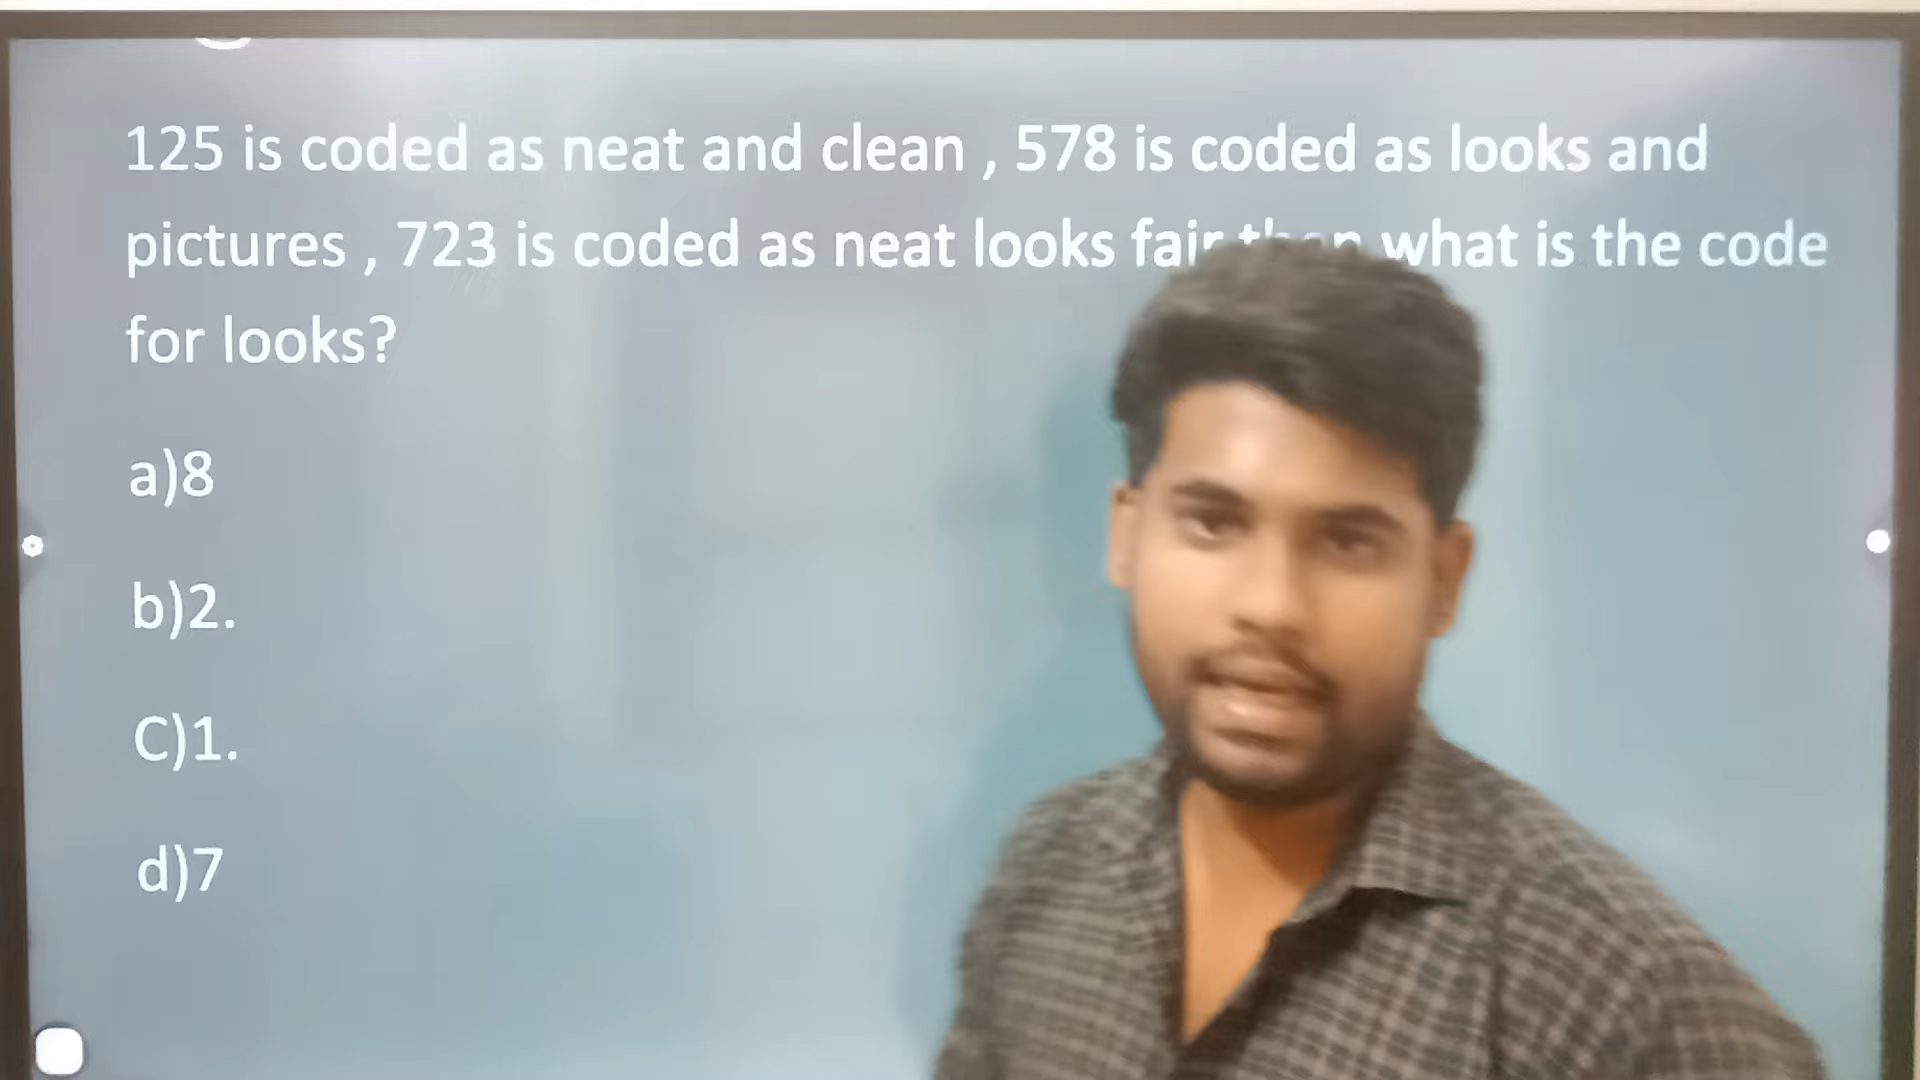 125 is coded as neat and clean , 578 is coded as looks and
pictures , 723 is coded as neat looks fair then what is the code
for looks?
a)8
b)2.
C)1.
d)7